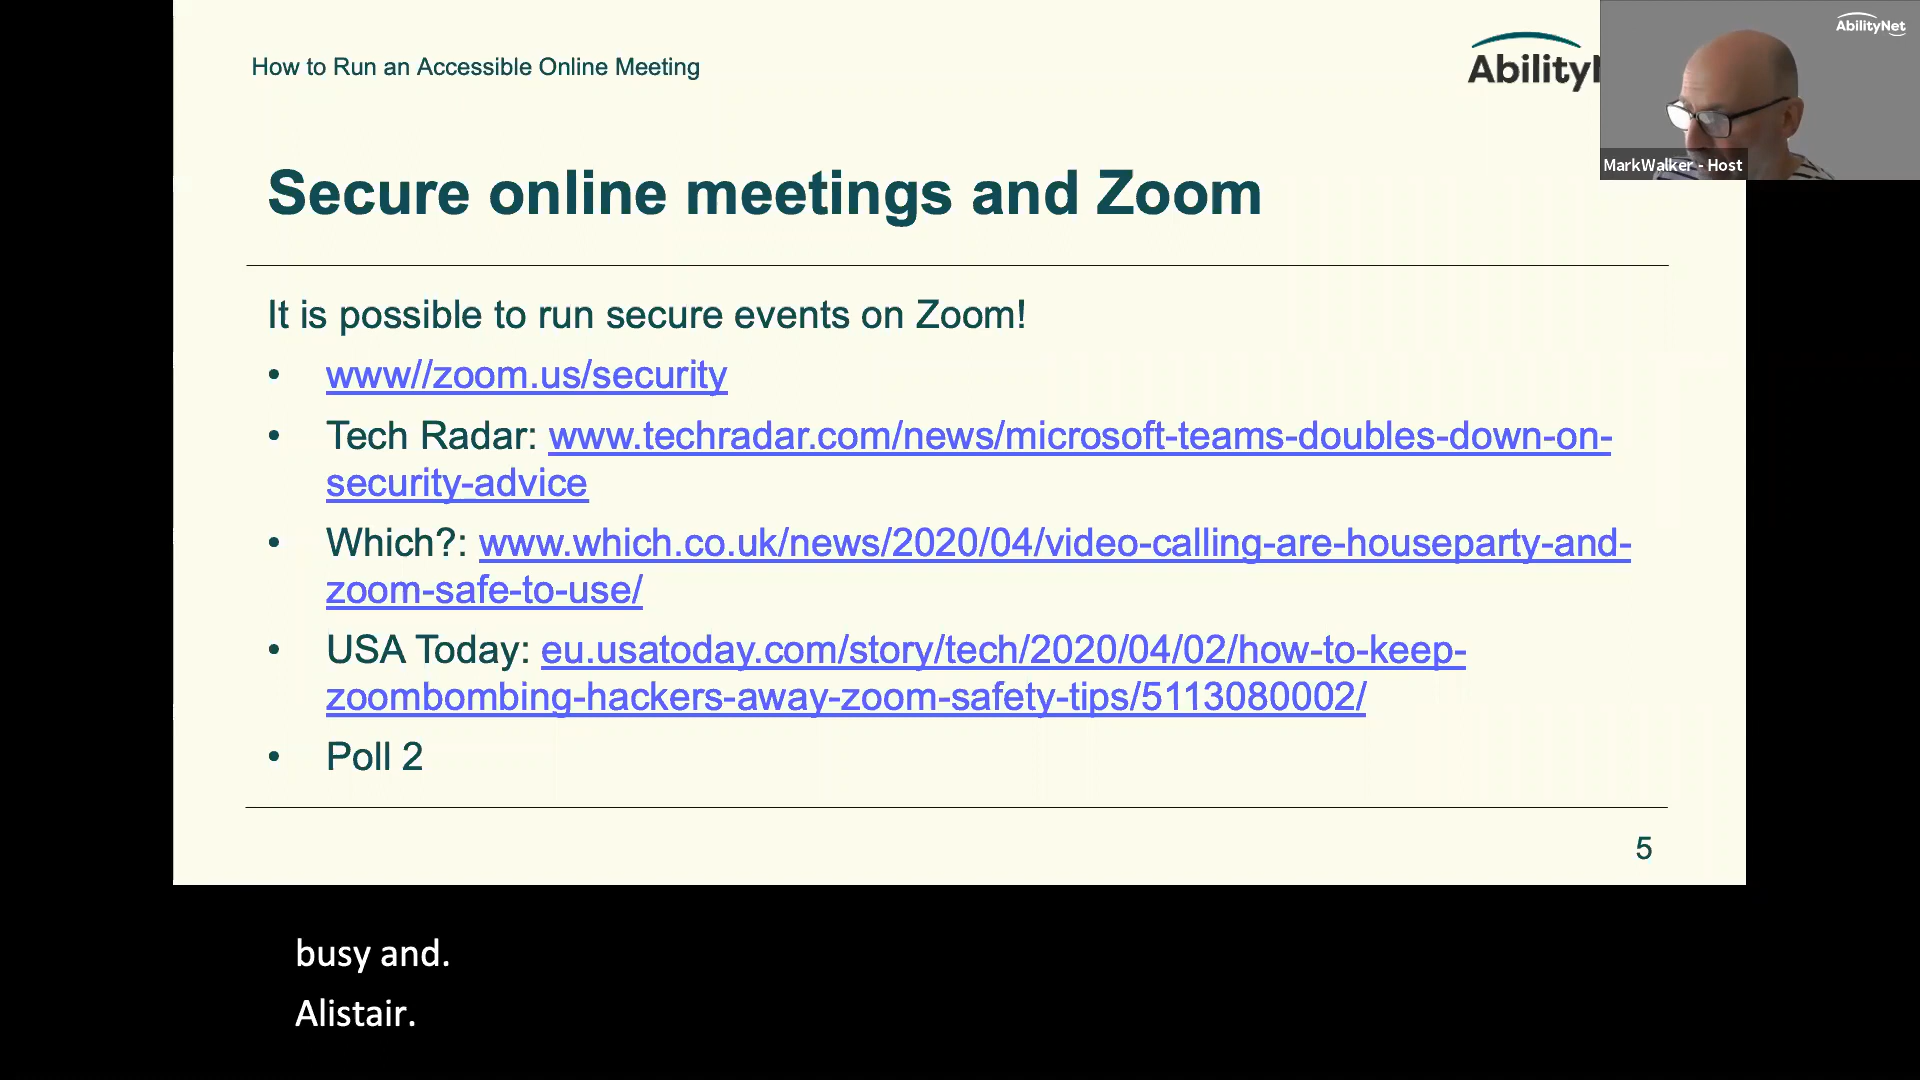 How to Run an Accessible Online Meeting
Ability
AbilityNet
MarkWalker - Host
Secure online meetings and Zoom
It is possible to run secure events on Zoom!
• www//zoom.us/security
• Tech Radar: www.techradar.com/news/microsoft-teams-doubles-down-on-
security-advice
• Which?: www.which.co.uk/news/2020/04/video-calling-are-houseparty-and-
zoom-safe-to-use/
• USA Today: eu.usatoday.com/story/tech/2020/04/02/how-to-keep-
zoombombing-hackers-away-zoom-safety-tips/5113080002/
• Poll 2
5
busy and.
Alistair.